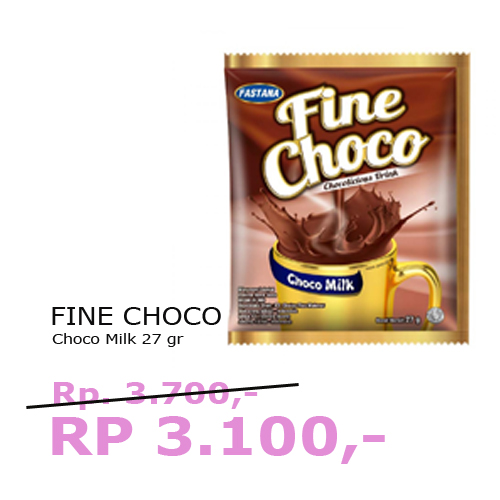 FASTANA
Fine
Choco
Chocolicious Drink
Choco Milk
27 g
FINE CHOCO
Choco Milk 27 gr
Rp. 3.700,-
RP 3.100,-